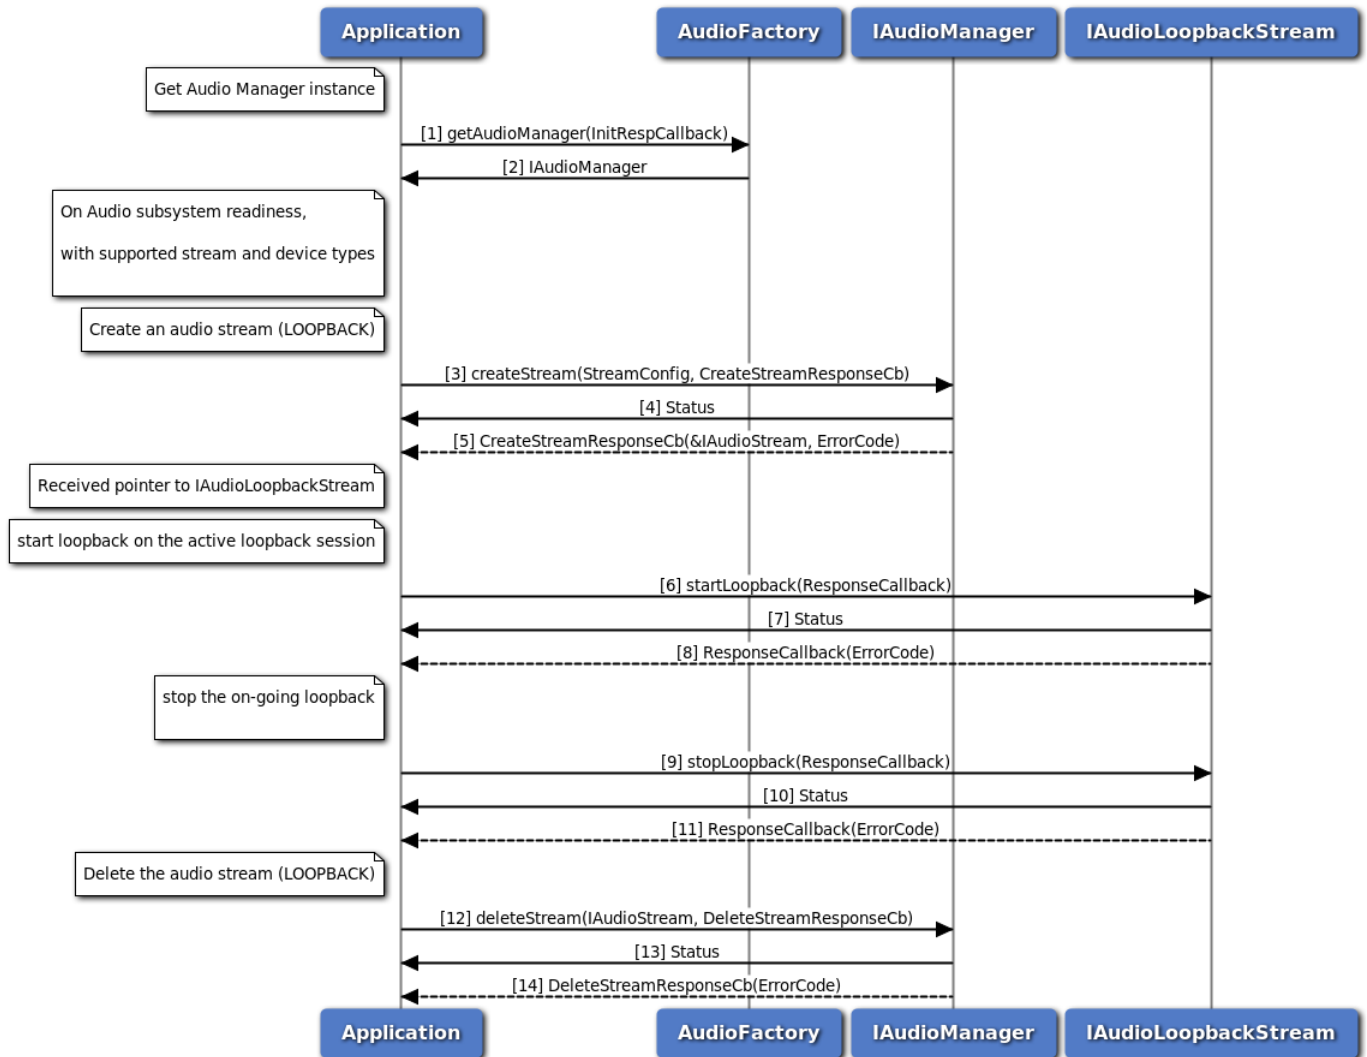 Application
AudioFactory
IAudioManager
IAudioLoopbackStream
Get Audio Manager instance
[1] getAudioManager(InitRespCallback)
[2] IAudioManager
On Audio subsystem readiness,
with supported stream and device types
Create an audio stream (LOOPBACK)
[3] createStream(StreamConfig, CreateStreamResponseCb)
[4] Status
[5] CreateStreamResponseCb(&IAudioStream, ErrorCode)
Received pointer to IAudioLoopbackStream
start loopback on the active loopback session
[6] startLoopback(ResponseCallback)
[7] Status
[8] ResponseCallback(ErrorCode)
stop the on-going loopback
[9] stopLoopback(ResponseCallback)
[10] Status
[11] ResponseCallback(ErrorCode)
Delete the audio stream (LOOPBACK)
[12] deleteStream(IAudioStream, DeleteStreamResponseCb)
[13] Status
[14] DeleteStreamResponseCb(ErrorCode)
Application
AudioFactory
IAudioManager
IAudioLoopbackStream